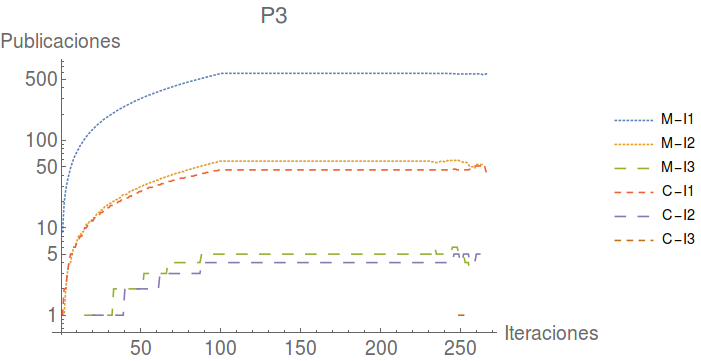 P3
Publicaciones
500
100
50
10
5
1
50
100
150
200
250
Iteraciones
M-I1
M-I2
M-I3
C-I1
C-I2
C-I3